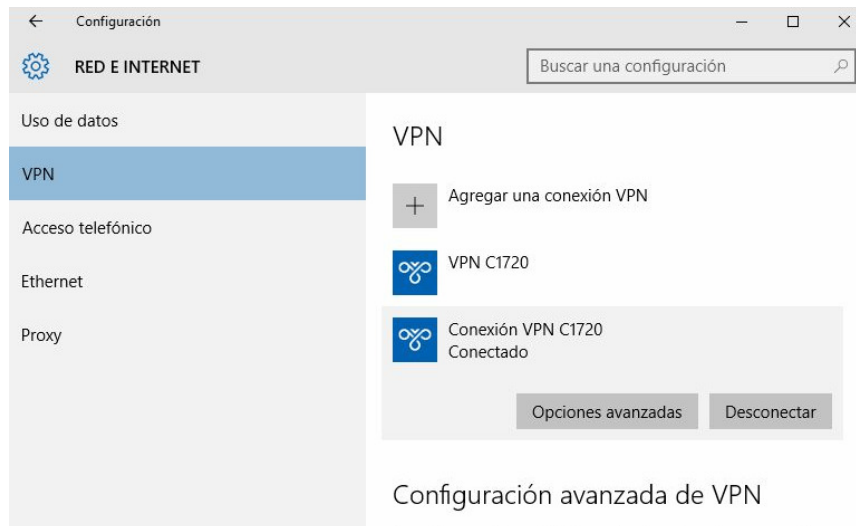 Configuración
RED E INTERNET
Buscar una configuración
Uso de datos
VPN
Acceso telefónico
Ethernet
Proxy
VPN
Agregar una conexión VPN
VPN C1720
Conexión VPN C1720
Conectado
Opciones avanzadas
Desconectar
Configuración avanzada de VPN